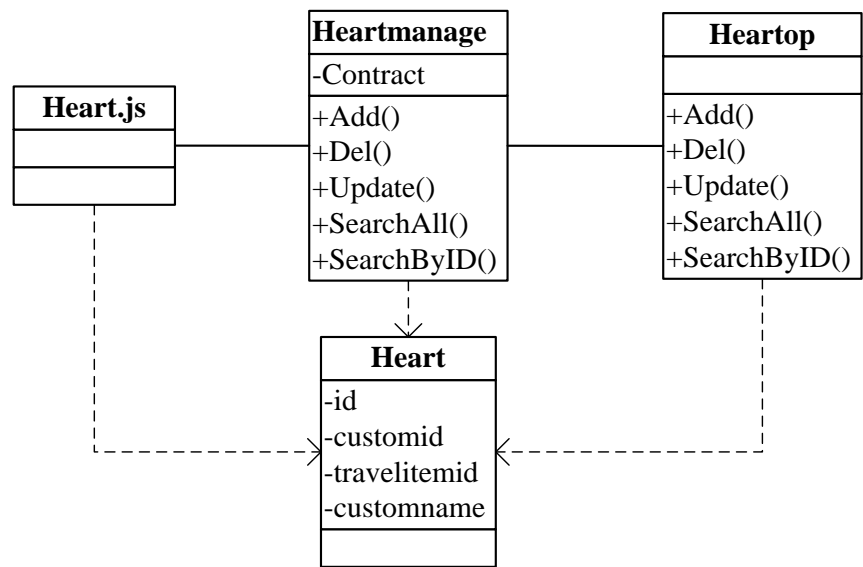 Heart.js
Heartmanage
-Contract
+Add()
+Del()
+Update()
+SearchAll()
+SearchByID()
Heartop
+Add()
+Del()
+Update()
+SearchAll()
+SearchByID()
Heart
-id
-customid
-travelitemid
-customname